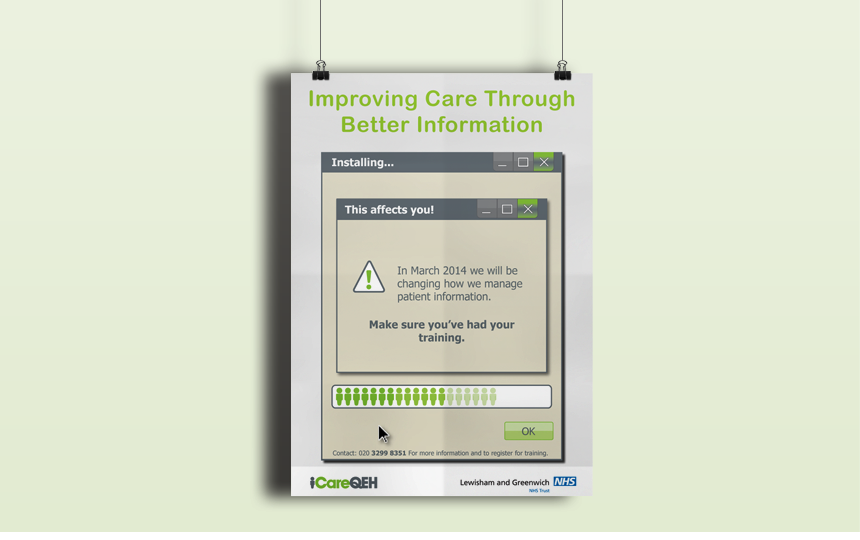 Improving Care Through
Better Information
Installing...
This affects you!
In March 2014 we will be
changing how we manage
patient information.
Make sure you've had your
training.
OK
Contact: 020 3299 8351 For more information and to register for training.
iCareQEH
Lewisham and Greenwich NHS
NHS Trust